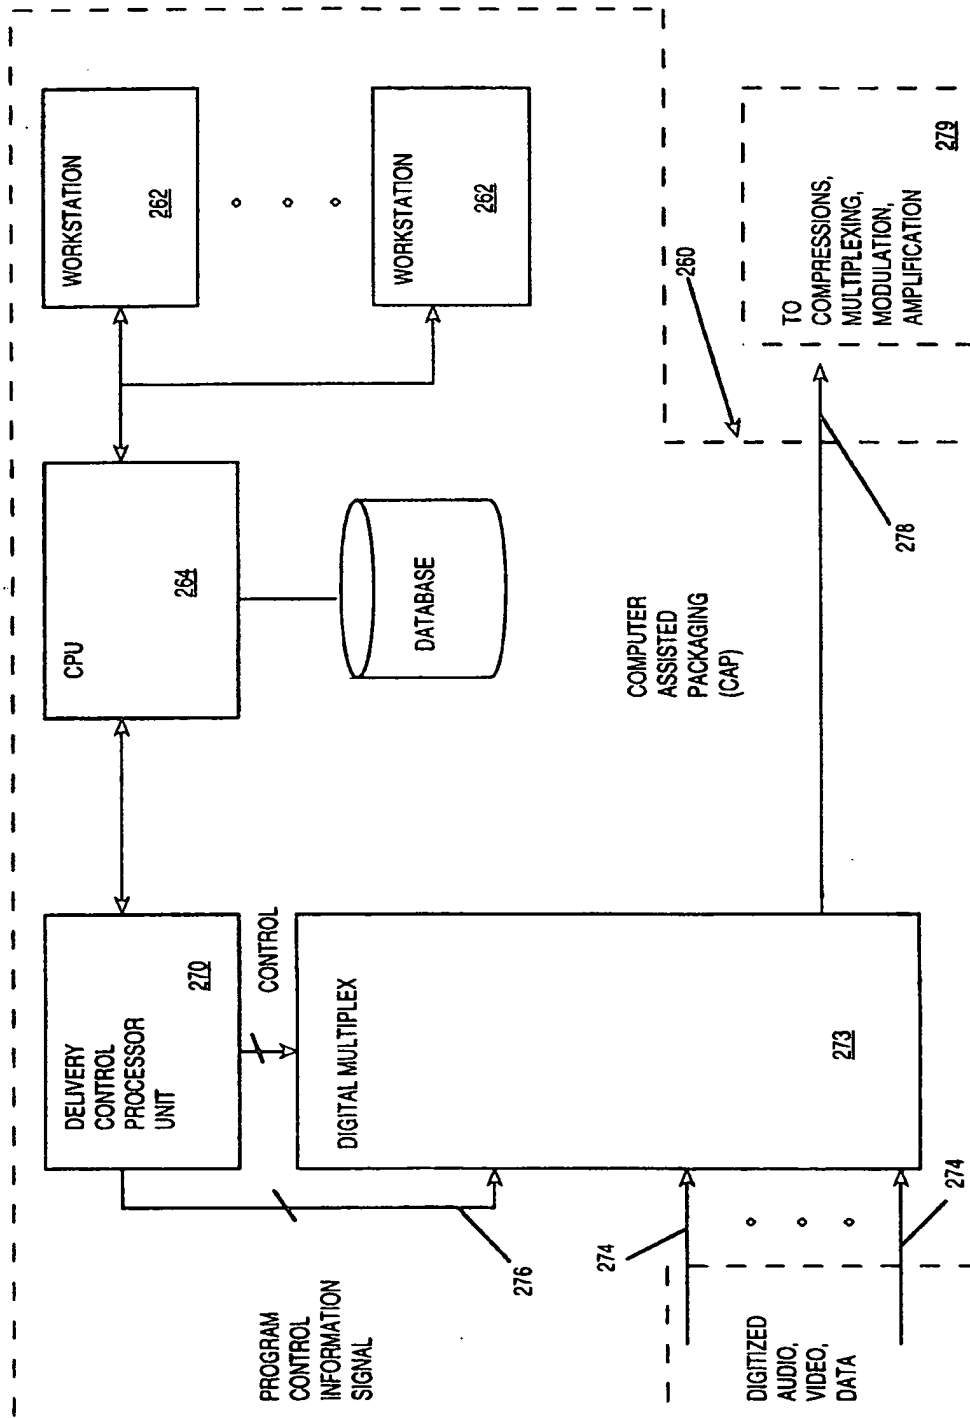 PROGRAM
CONTROL
INFORMATION
SIGNAL
276
DELIVERY
CONTROL
PROCESSOR
UNIT
270
CONTROL
CPU
264
DATABASE
WORKSTATION
262
WORKSTATION
262
DIGITIZED
AUDIO,
VIDEO,
DATA
274
274
DIGITAL MULTIPLEX
273
COMPUTER
ASSISTED
PACKAGING
(CAP)
278
260
TO
COMPRESSIONS,
MULTIPLEXING,
MODULATION,
AMPLIFICATION
279